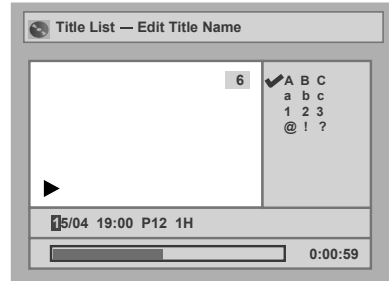 Title List — Edit Title Name
6
A B C
a b c
1 2 3
@ ! ?
15/04 19:00 P12 1H
0:00:59